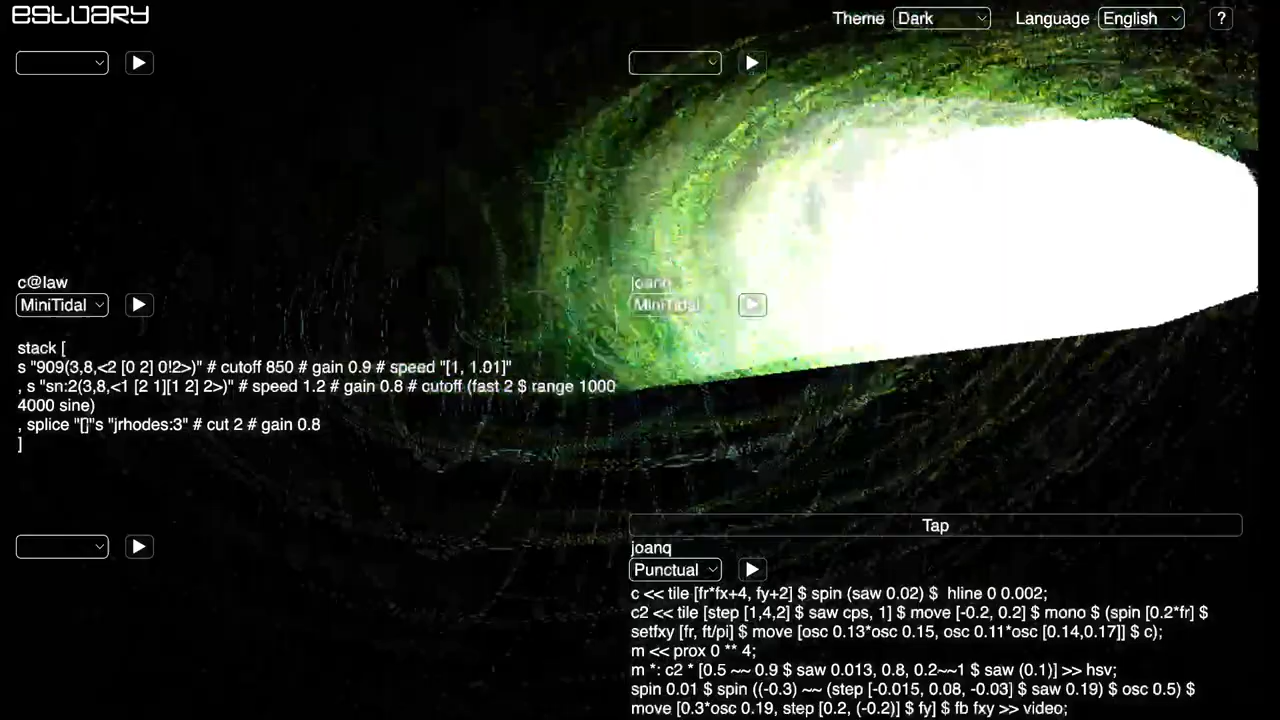 estuary
Theme Dark Language English ?
c@law
MiniTidal
stack [
s "909(3,8,<2 [0 2] 0!2>)" # cutoff 850 # gain 0.9 # speed "[1, 1.01]"
, s "sn:2(3,8,<1 [2 1][1 2] 2>)" # speed 1.2 # gain 0.8 # cutoff (fast 2 $ range 1000
4000 sine)
, splice "[]"s "jrhodes:3" # cut 2 # gain 0.8
]
joanq
MiniTidal
Tap
joanq
Punctual
c << tile [fr*fx+4, fy+2] $ spin (saw 0.02) $ hline 0 0.002;
c2 << tile [step [1,4,2] $ saw cps, 1] $ move [-0.2, 0.2] $ mono $ (spin [0.2*fr] $
setfxy [fr, ft/pi] $ move [osc 0.13*osc 0.15, osc 0.11*osc [0.14,0.17]] $ c);
m << prox 0 ** 4;
m *: c2 * [0.5 ~~ 0.9 $ saw 0.013, 0.8, 0.2~~1 $ saw (0.1)] >> hsv;
spin 0.01 $ spin ((-0.3) ~~ (step [-0.015, 0.08, -0.03] $ saw 0.19) $ osc 0.5) $
move [0.3*osc 0.19, step [0.2, (-0.2)] $ fy] $ fb fxy >> video;